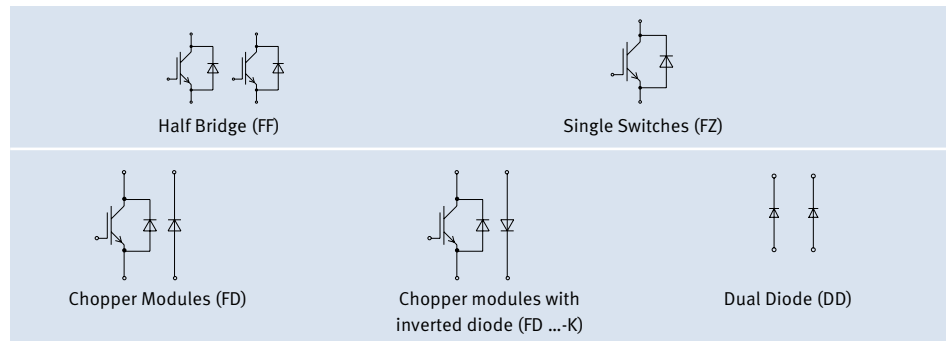 Half Bridge (FF)
Single Switches (FZ)
Chopper Modules (FD)
Chopper modules with
inverted diode (FD ...-K)
Dual Diode (DD)